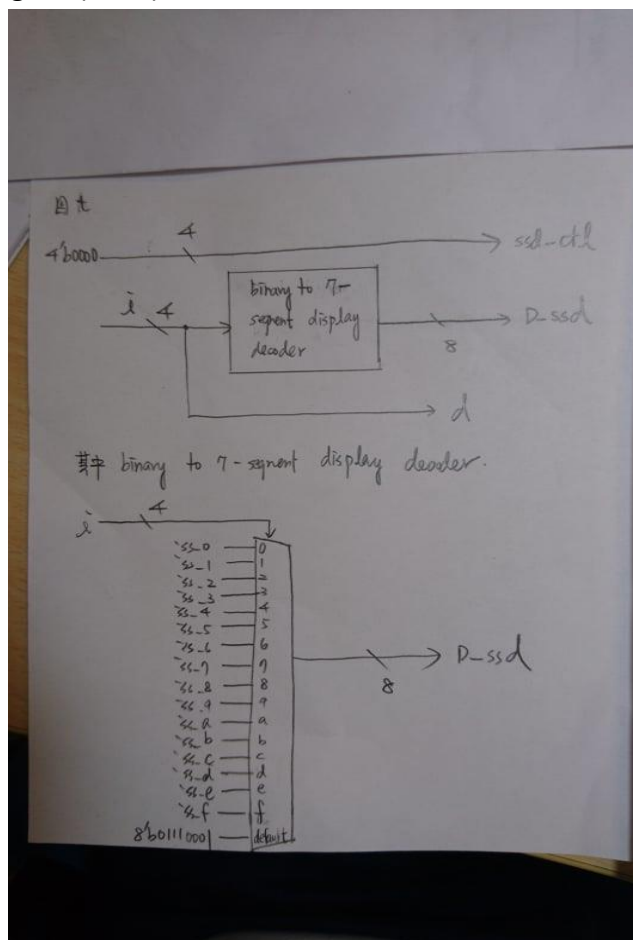 4
4'b0000 ssd_ctl
i 4
binary to 7-
segment display
decoder
D_ssd
8
d
其中 binary to 7-segment display decoder.
i 4
`ss_0 0
`ss_1 1
`ss_2 2
`ss_3 3
`ss_4 4
`ss_5 5
`ss_6 6
`ss_7 7
`ss_8 8
`ss_9 9
`ss_a a
`ss_b b
`ss_c c
`ss_d d
`ss_e e
`ss_f f
8'b01110001 default
D_ssd
8